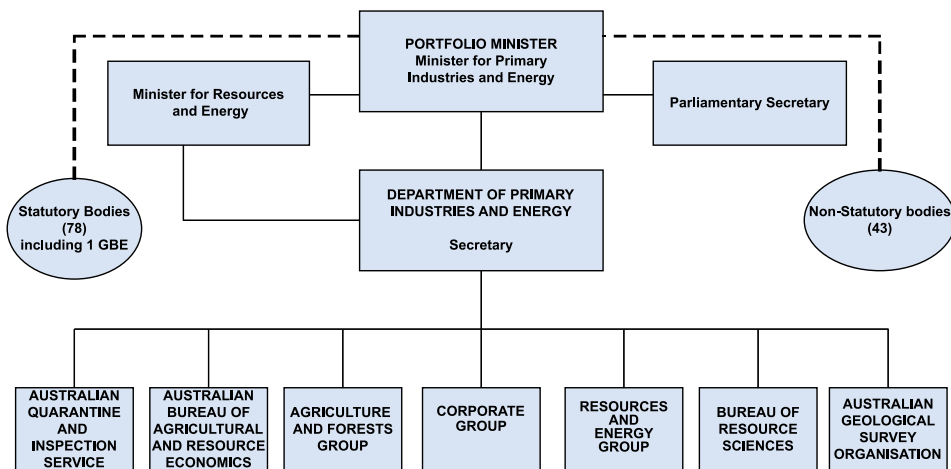 PORTFOLIO MINISTER
Minister for Primary
Industries and Energy
Minister for Resources
and Energy
Parliamentary Secretary
Statutory Bodies
(78)
including 1 GBE
DEPARTMENT OF PRIMARY
INDUSTRIES AND ENERGY
Secretary
Non-Statutory bodies
(43)
AUSTRALIAN
QUARANTINE
AND
INSPECTION
SERVICE
AUSTRALIAN
BUREAU OF
AGRICULTURAL
AND RESOURCE
ECONOMICS
AGRICULTURE
AND FORESTS
GROUP
CORPORATE
GROUP
RESOURCES
AND
ENERGY
GROUP
BUREAU OF
RESOURCE
SCIENCES
AUSTRALIAN
GEOLOGICAL
SURVEY
ORGANISATION